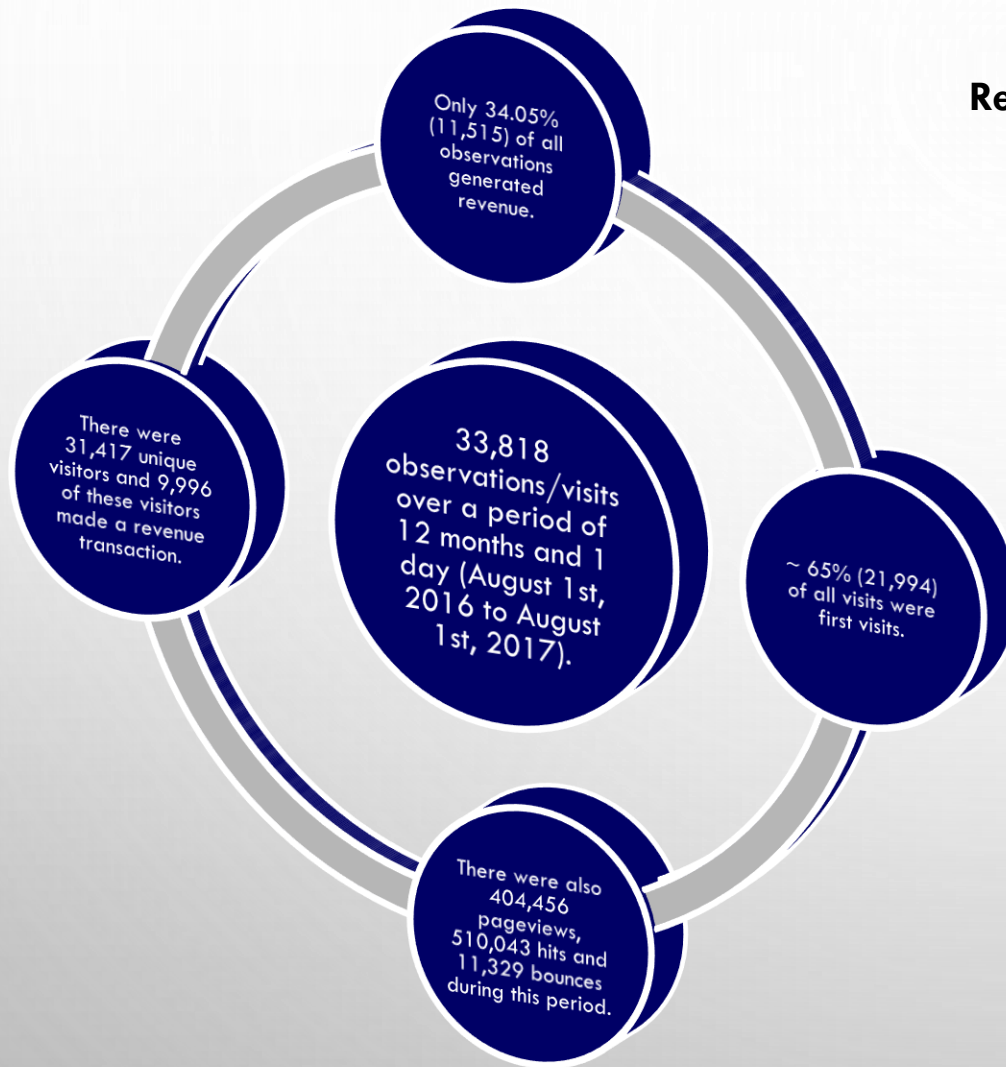 Re
Only 34.05%
(11,515) of all
observations
generated
revenue.
There were
31,417 unique
visitors and 9,996
of these visitors
made a revenue
transaction.
33,818
observations/visits
over a period of
12 months and 1
day (August 1st,
2016 to August
1st, 2017).
~ 65% (21,994)
of all visits were
first visits.
There were also
404,456
pageviews,
510,043 hits and
11,329 bounces
during this period.